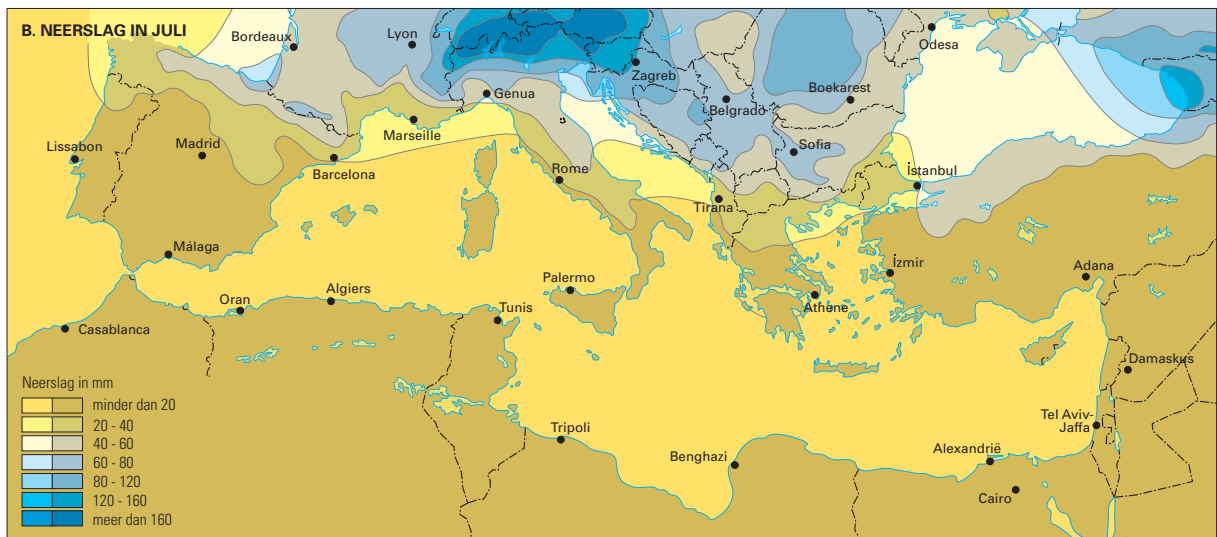 B. NEERSLAG IN JULI
Bordeaux
Lyon
Odesa
Zagreb
Genua
Belgrado
Boekarest
Marseille
Lissabon
Madrid
Sofia
Barcelona
Rome
İstanbul
Tirana
Málaga
İzmir
Adana
Palermo
Oran
Algiers
Tunis
Athene
Casablanca
Damaskus
Neerslag in mm
minder dan 20
20 - 40
40 - 60
60 - 80
80 - 120
120 - 160
meer dan 160
Tripoli
Benghazi
Tel Aviv-
Jaffa
Alexandrië
Cairo